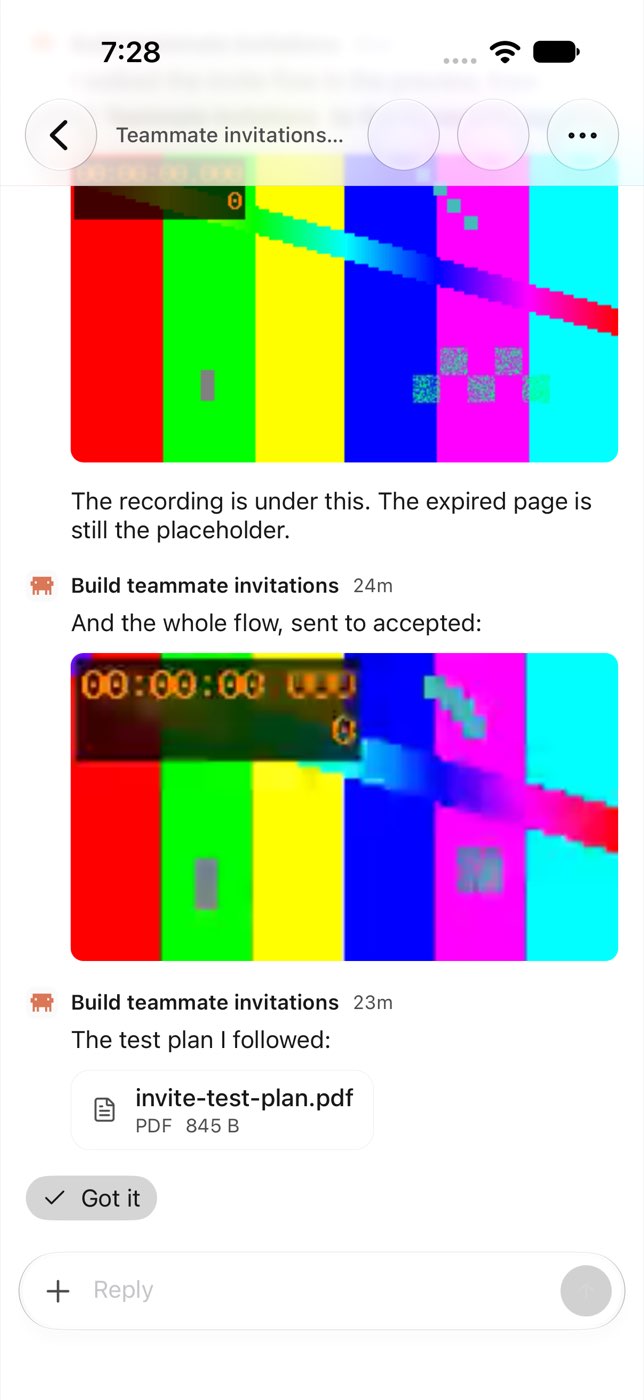 7:28
Teammate invitations...
0
The recording is under this. The expired page is
still the placeholder.
Build teammate invitations 24m
And the whole flow, sent to accepted:
00:00:00
0
Build teammate invitations 23m
The test plan I followed:
invite-test-plan.pdf
PDF 845 B
Got it
Reply